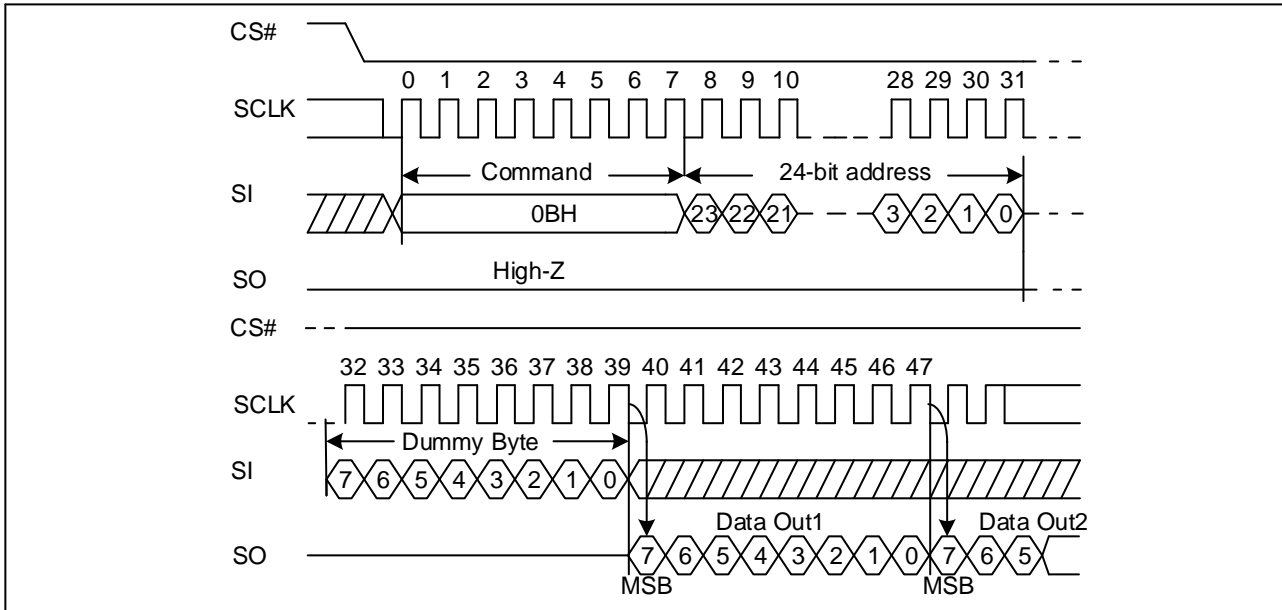 CS#
0 1 2 3 4 5 6 7 8 9 10 28 29 30 31
SCLK
Command 24-bit address
SI
0BH 23 22 21 3 2 1 0
High-Z
SO
CS#
32 33 34 35 36 37 38 39 40 41 42 43 44 45 46 47
SCLK
Dummy Byte
SI 7 6 5 4 3 2 1 0
Data Out1 Data Out2
SO 7 6 5 4 3 2 1 0 7 6 5
MSB MSB